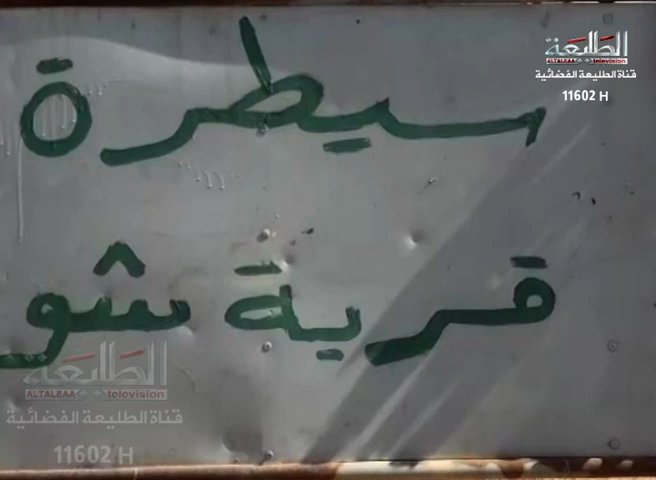 الطليعة
ALTALEAA television
قناة الطليعة الفضائية
11602 H
سيطرة
قرية شو
الطليعة
ALTALEAA television
قناة الطليعة الفضائية
11602 H